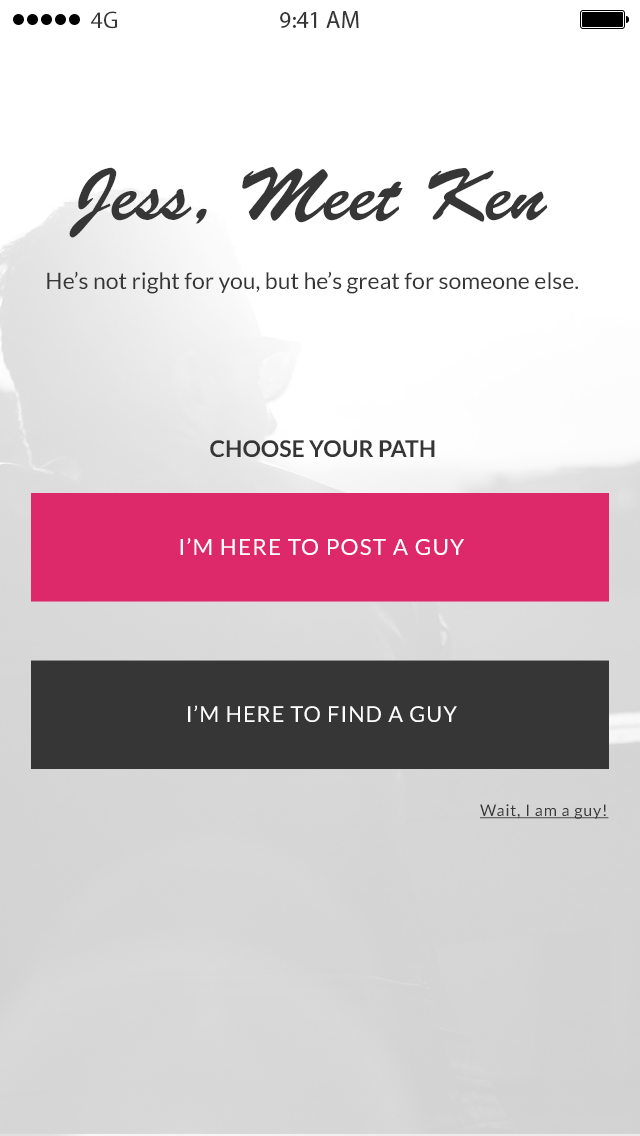 4G 9:41 AM
Jess, Meet Ken
He’s not right for you, but he’s great for someone else.
CHOOSE YOUR PATH
I’M HERE TO POST A GUY
I’M HERE TO FIND A GUY
Wait, I am a guy!